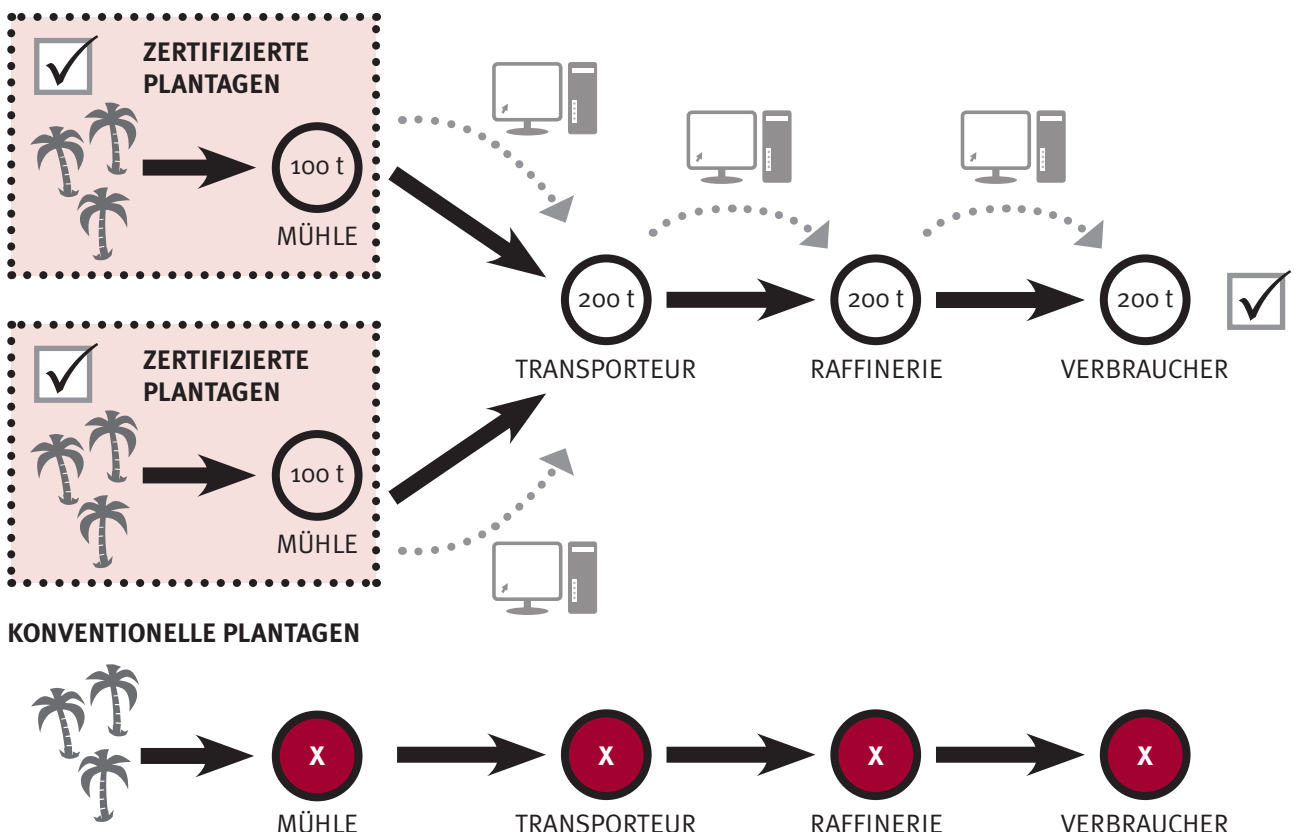 ZERTIFIZIERTE
PLANTAGEN
100 t
MÜHLE
200 t
200 t
200 t
TRANSPORTEUR
RAFFINERIE
VERBRAUCHER
ZERTIFIZIERTE
PLANTAGEN
100 t
MÜHLE
KONVENTIONELLE PLANTAGEN
X
X
X
X
MÜHLE
TRANSPORTEUR
RAFFINERIE
VERBRAUCHER